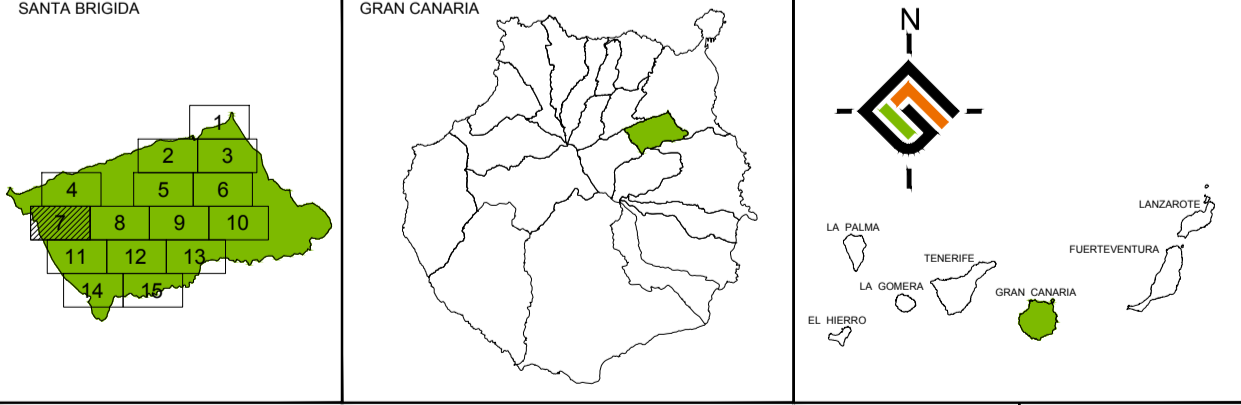 SANTA BRIGIDA
1
2 3
4 5 6
7 8 9 10
11 12 13
14 15
GRAN CANARIA
N
LANZAROTE
LA PALMA
FUERTEVENTURA
TENERIFE
LA GOMERA
GRAN CANARIA
EL HIERRO